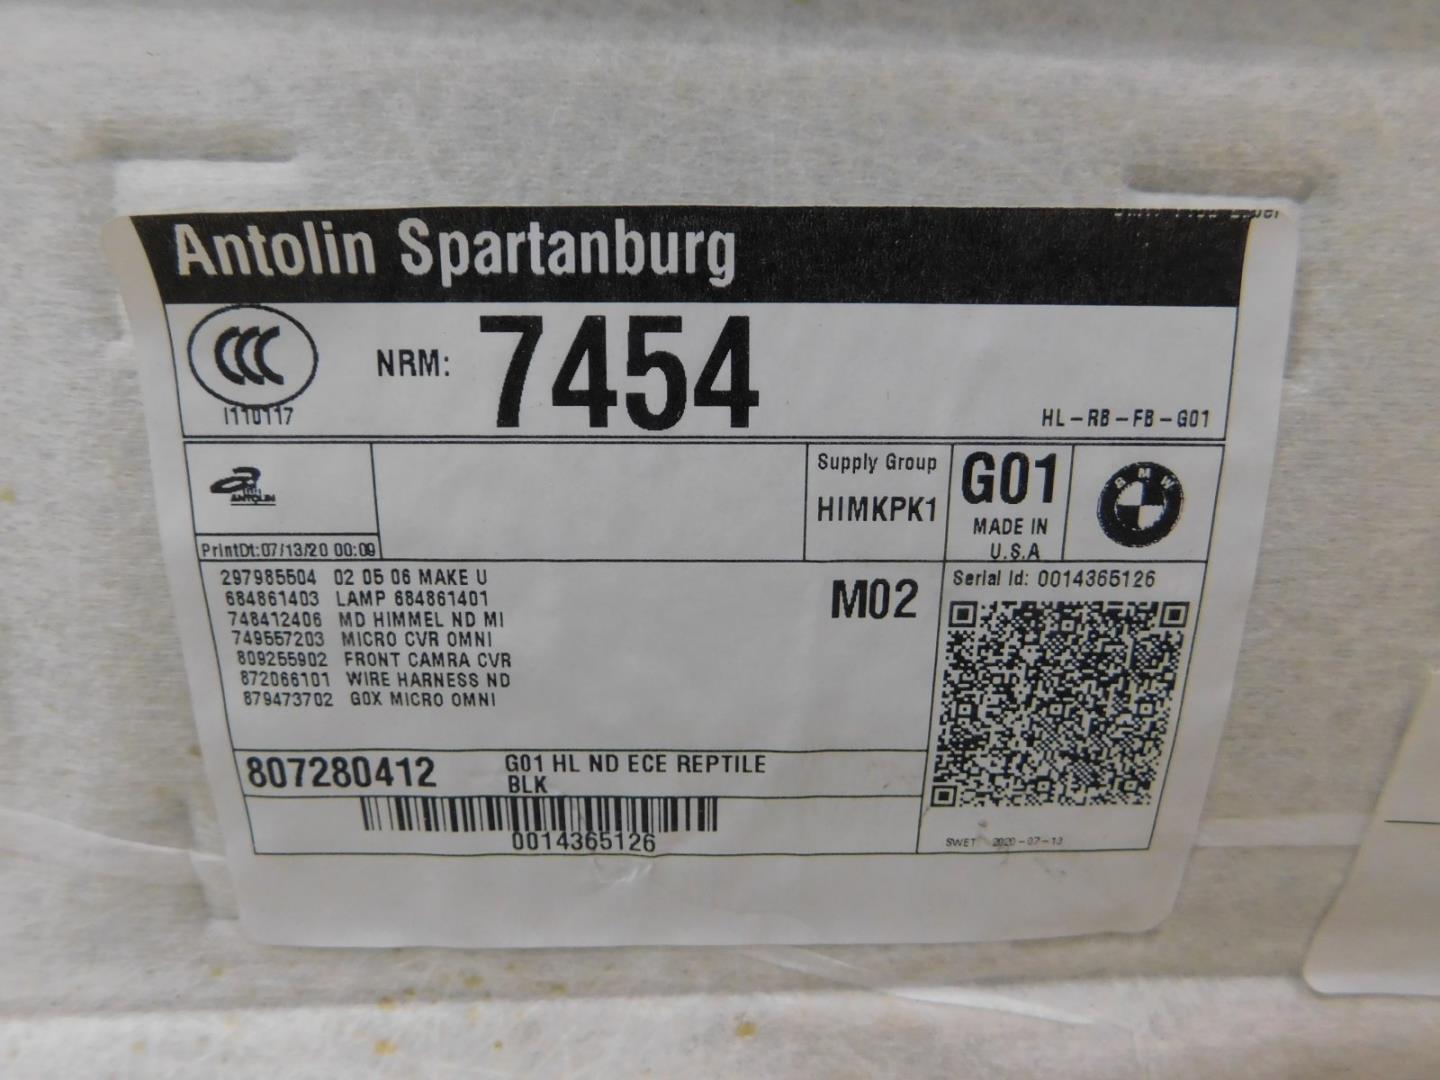 Antolin Spartanburg
CCC
I110117
NRM: 7454
HL-RB-FB-G01
ANTOLIN
PrintDt:07/13/20 00:09
Supply Group
HIMKPK1
G01
MADE IN
U.S.A
BMW
297985504 02 05 06 MAKE U
684861403 LAMP 684861401
748412406 MD HIMMEL ND MI
749557203 MICRO CVR OMNI
809255902 FRONT CAMRA CVR
872066101 WIRE HARNESS ND
879473702 G0X MICRO OMNI
M02
Serial Id: 0014365126
807280412 G01 HL ND ECE REPTILE
BLK
0014365126
SWET 2020-07-13